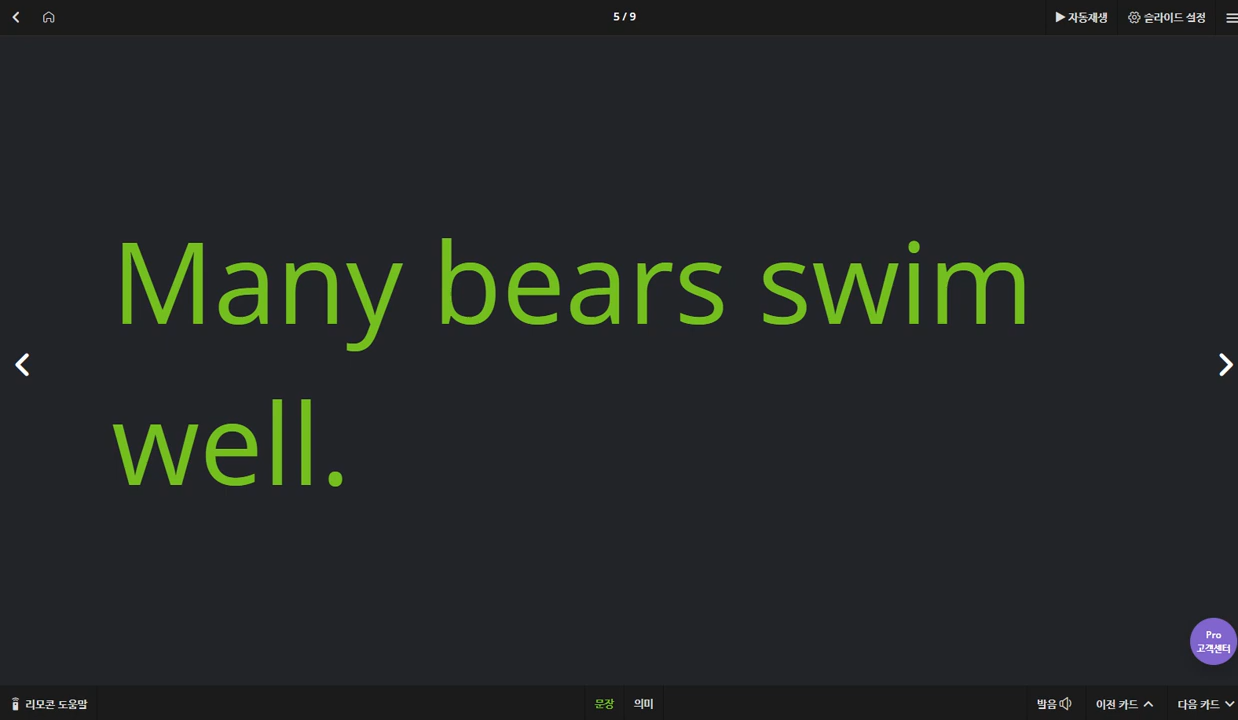 5 / 9
자동재생
슬라이드 설정
Many bears swim
well.
Pro
고객센터
리모콘 도움말
문장
의미
발음
이전 카드
다음 카드